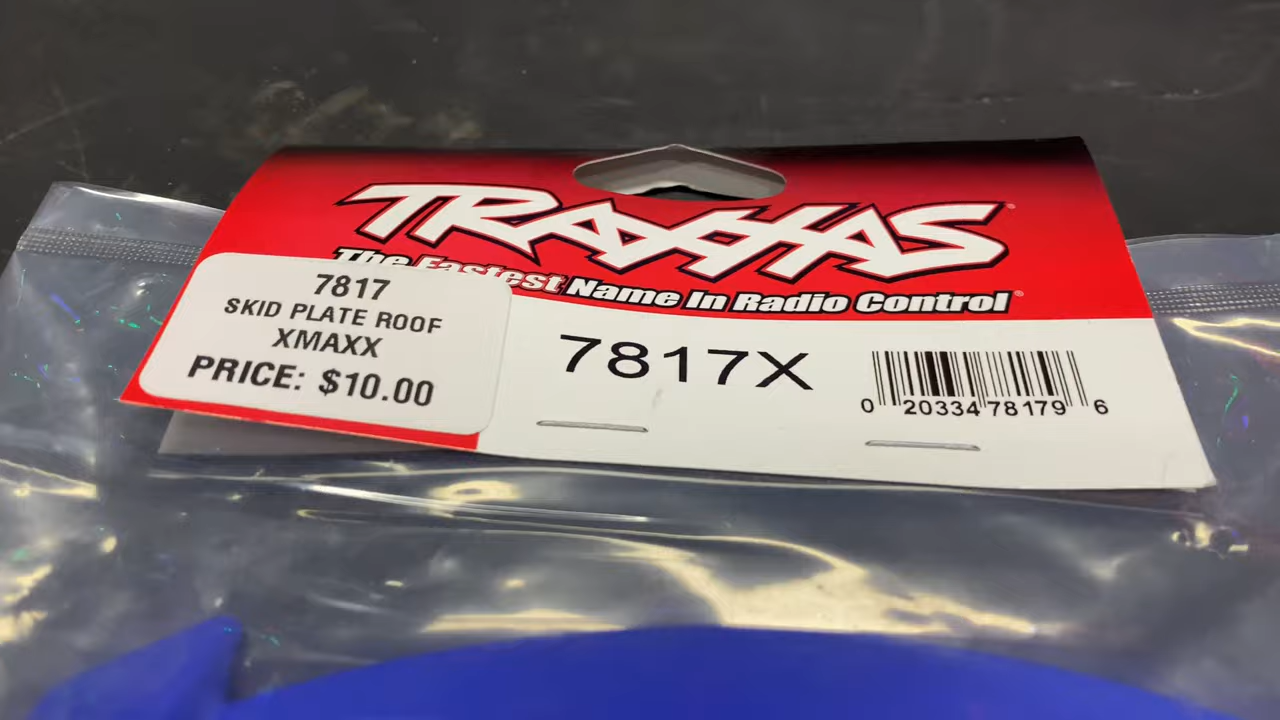 TRAXXAS®
The Fastest Name In Radio Control®
7817
SKID PLATE ROOF
XMAXX
PRICE: $10.00
7817X
0 20334 78179 6